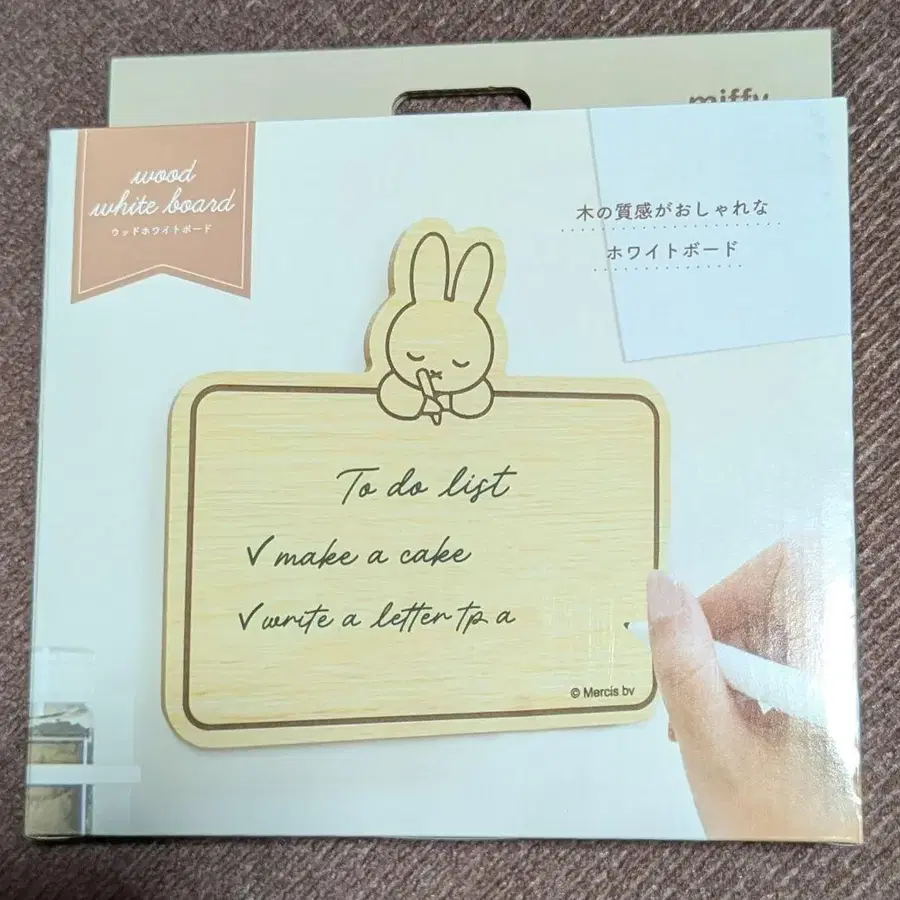 miffy
wood
white board
ウッドホワイトボード
木の質感がおしゃれな
ホワイトボード
To do list
✓ make a cake
✓ write a letter tp a
© Mercis bv